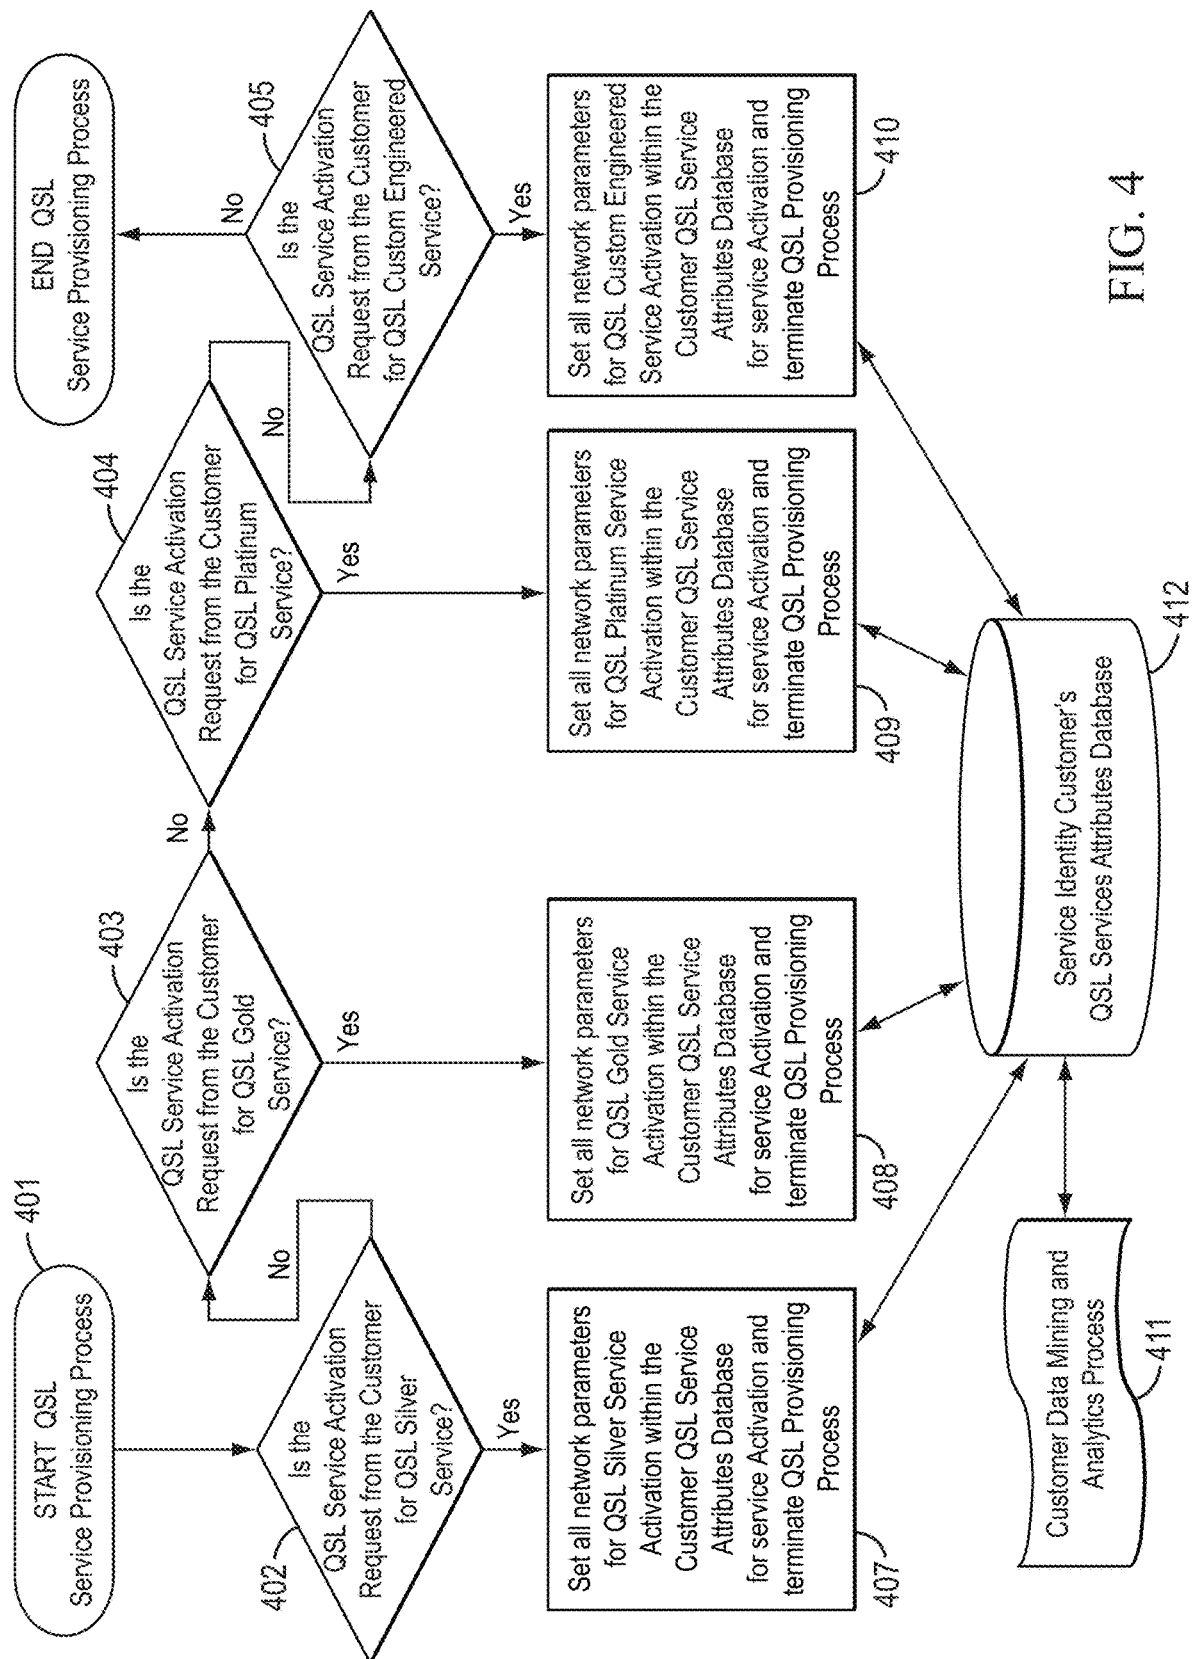 START QSL
Service Provisioning Process
401
END QSL
Service Provisioning Process
402
Is the
QSL Service Activation
Request from the Customer
for QSL Silver
Service?
No
Yes
403
Is the
QSL Service Activation
Request from the Customer
for QSL Gold
Service?
No
Yes
404
Is the
QSL Service Activation
Request from the Customer
for QSL Platinum
Service?
No
Yes
405
Is the
QSL Service Activation
Request from the Customer
for QSL Custom Engineered
Service?
No
Yes
Set all network parameters
for QSL Silver Service
Activation within the
Customer QSL Service
Attributes Database
for service Activation and
terminate QSL Provisioning
Process
407
Set all network parameters
for QSL Gold Service
Activation within the
Customer QSL Service
Attributes Database
for service Activation and
terminate QSL Provisioning
Process
408
Set all network parameters
for QSL Platinum Service
Activation within the
Customer QSL Service
Attributes Database
for service Activation and
terminate QSL Provisioning
Process
409
Set all network parameters
for QSL Custom Engineered
Service Activation within the
Customer QSL Service
Attributes Database
for service Activation and
terminate QSL Provisioning
Process
410
Customer Data Mining and
Analytics Process
411
Service Identity Customer's
QSL Services Attributes Database
412
FIG. 4